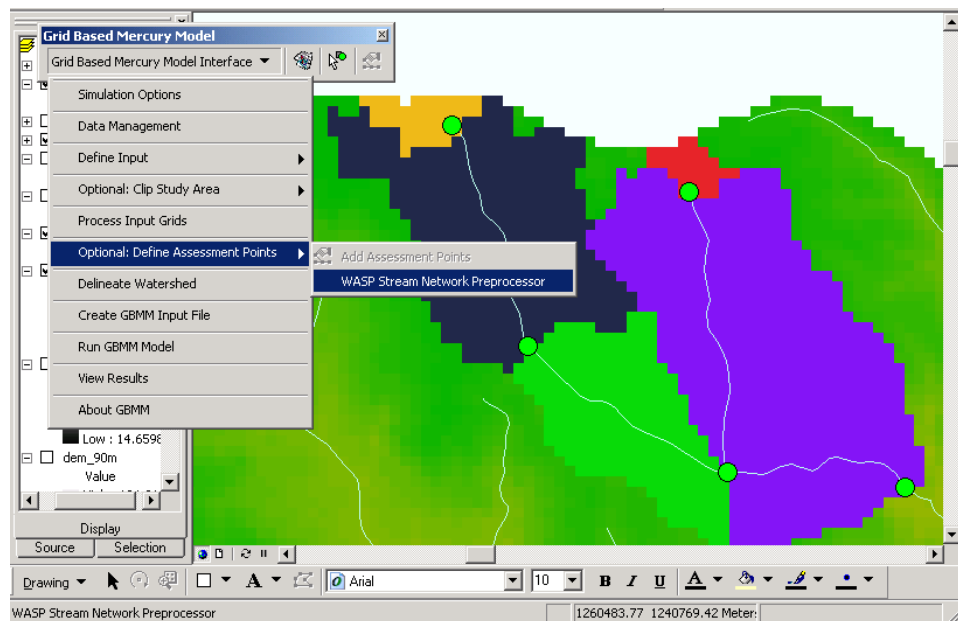 Grid Based Mercury Model
Grid Based Mercury Model Interface
Simulation Options
Data Management
Define Input
Optional: Clip Study Area
Process Input Grids
Optional: Define Assessment Points
Add Assessment Points
WASP Stream Network Preprocessor
Delineate Watershed
Create GBMM Input File
Run GBMM Model
View Results
About GBMM
Low : 14.6598
dem_90m
Value
Display
Source Selection
Drawing A Arial 10 B I U A
WASP Stream Network Preprocessor 1260483.77 1240769.42 Meter: